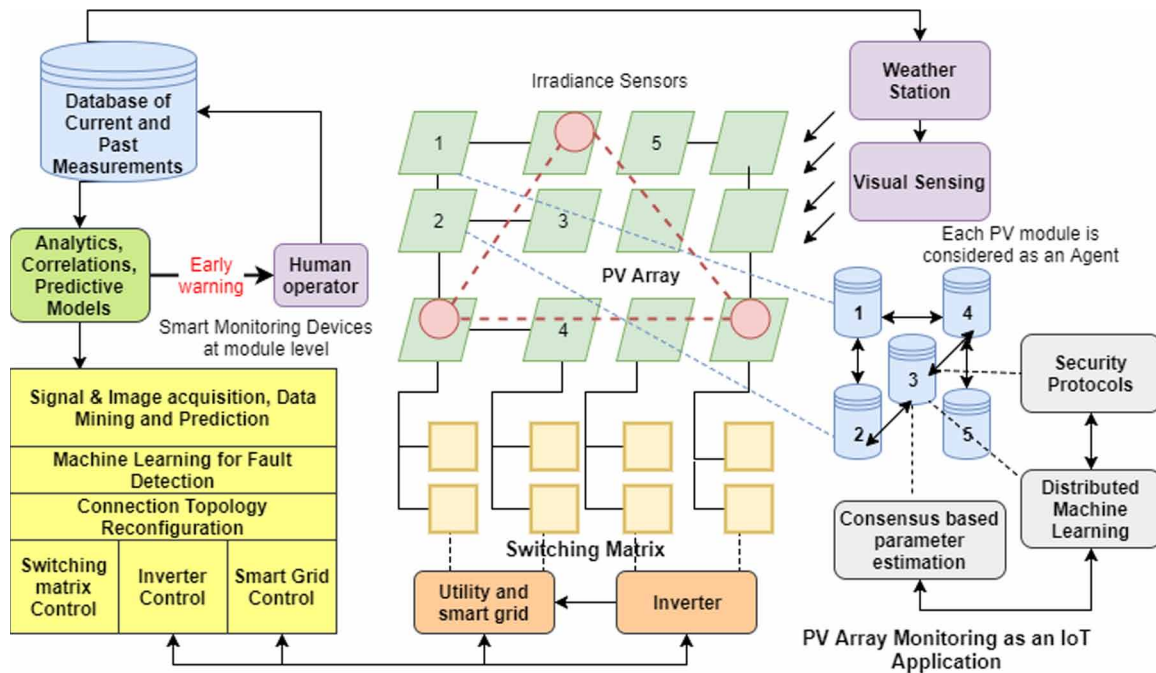 Database of
Current and
Past
Measurements
Analytics,
Correlations,
Predictive
Models
Early
warning
Human
operator
Smart Monitoring Devices
at module level
Signal & Image acquisition, Data
Mining and Prediction
Machine Learning for Fault
Detection
Connection Topology
Reconfiguration
Switching
matrix
Control
Inverter
Control
Smart Grid
Control
Irradiance Sensors
1
5
2
3
PV Array
4
Switching Matrix
Utility and
smart grid
Inverter
Weather
Station
Visual Sensing
Each PV module is
considered as an Agent
1
4
3
2
5
Security
Protocols
Distributed
Machine
Learning
Consensus based
parameter
estimation
PV Array Monitoring as an IoT
Application